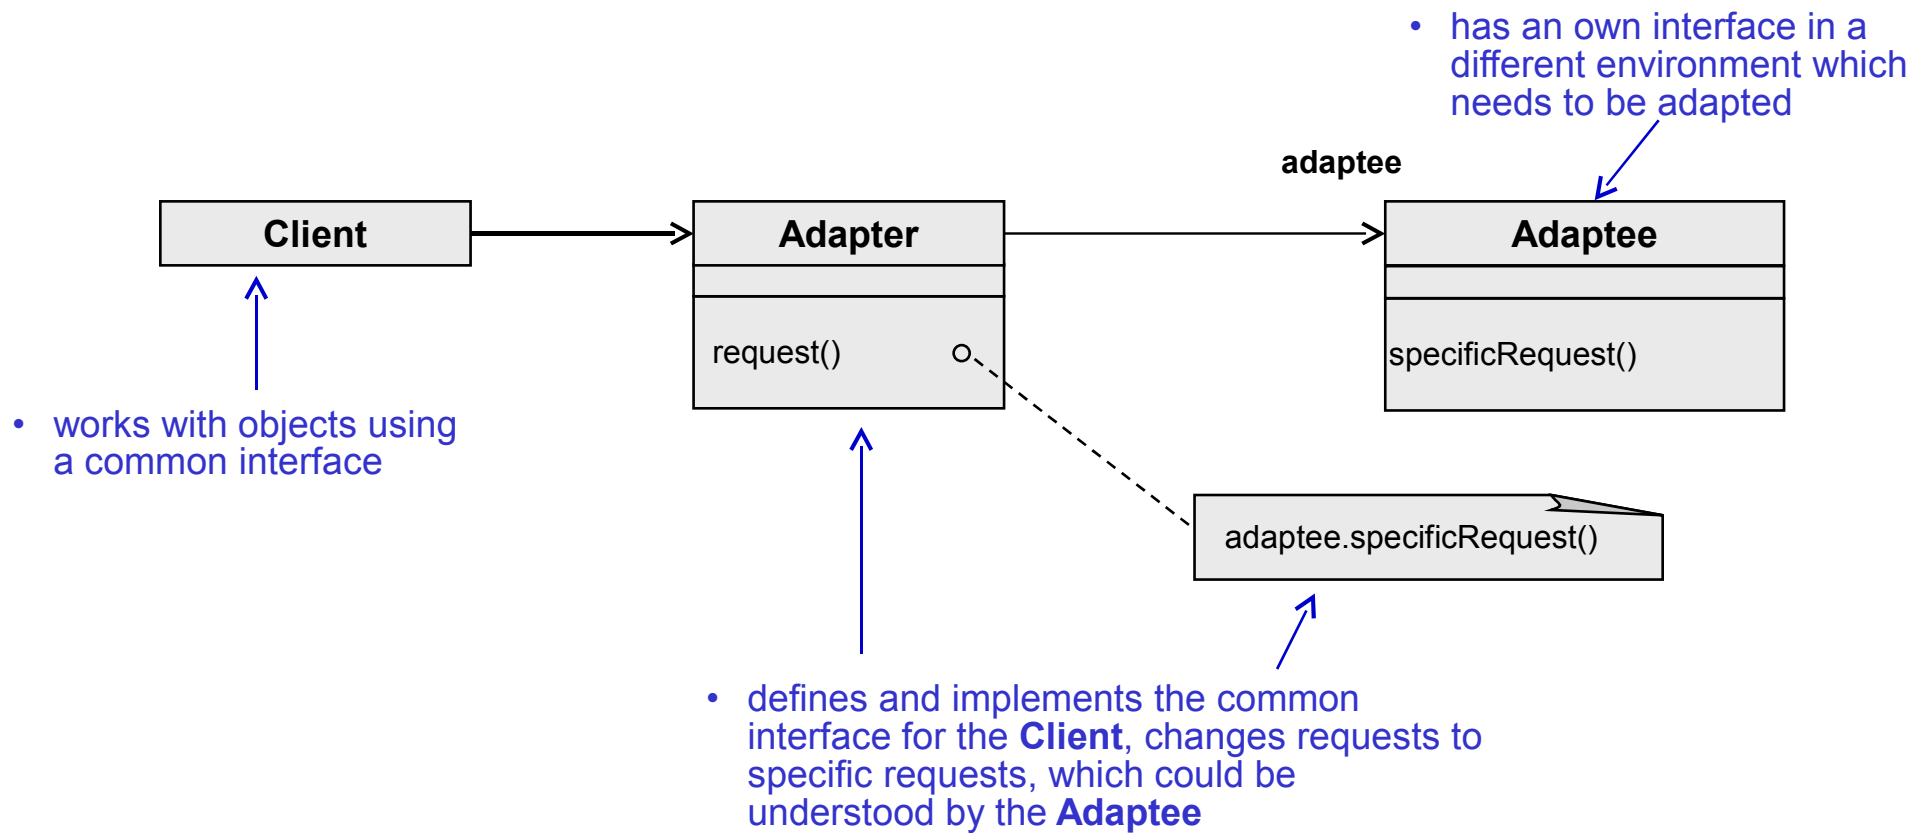 • has an own interface in a
different environment which
needs to be adapted
adaptee
Client
Adapter
Adaptee
request()
specificRequest()
• works with objects using
a common interface
adaptee.specificRequest()
• defines and implements the common
interface for the Client, changes requests to
specific requests, which could be
understood by the Adaptee